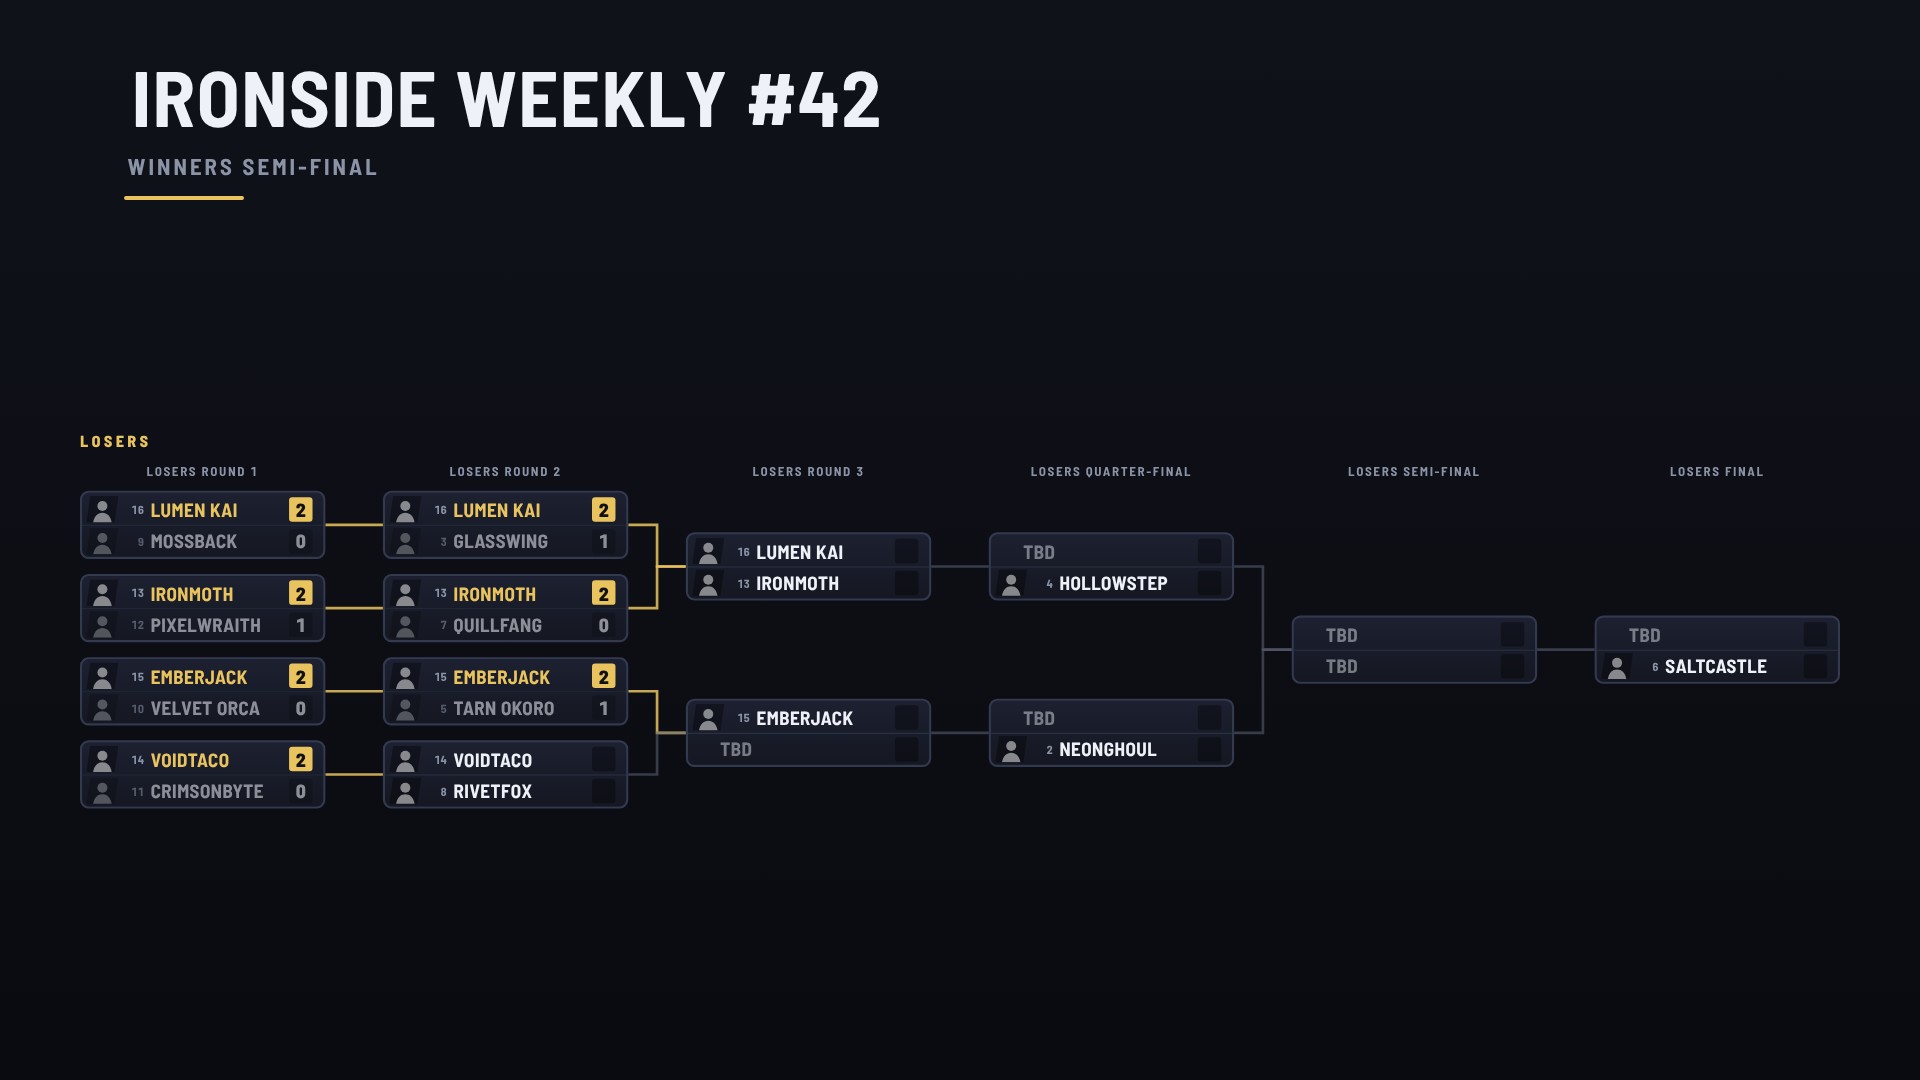 IRONSIDE WEEKLY #42
WINNERS SEMI-FINAL
LOSERS
LOSERS ROUND 1
16 LUMEN KAI 2
9 MOSSBACK 0
13 IRONMOTH 2
12 PIXELWRAITH 1
15 EMBERJACK 2
10 VELVET ORCA 0
14 VOIDTACO 2
11 CRIMSONBYTE 0
LOSERS ROUND 2
16 LUMEN KAI 2
3 GLASSWING 1
13 IRONMOTH 2
7 QUILLFANG 0
15 EMBERJACK 2
5 TARN OKORO 1
14 VOIDTACO
8 RIVETFOX
LOSERS ROUND 3
16 LUMEN KAI
13 IRONMOTH
15 EMBERJACK
TBD
LOSERS QUARTER-FINAL
TBD
4 HOLLOWSTEP
TBD
2 NEONGHOUL
LOSERS SEMI-FINAL
TBD
TBD
LOSERS FINAL
TBD
6 SALTCASTLE